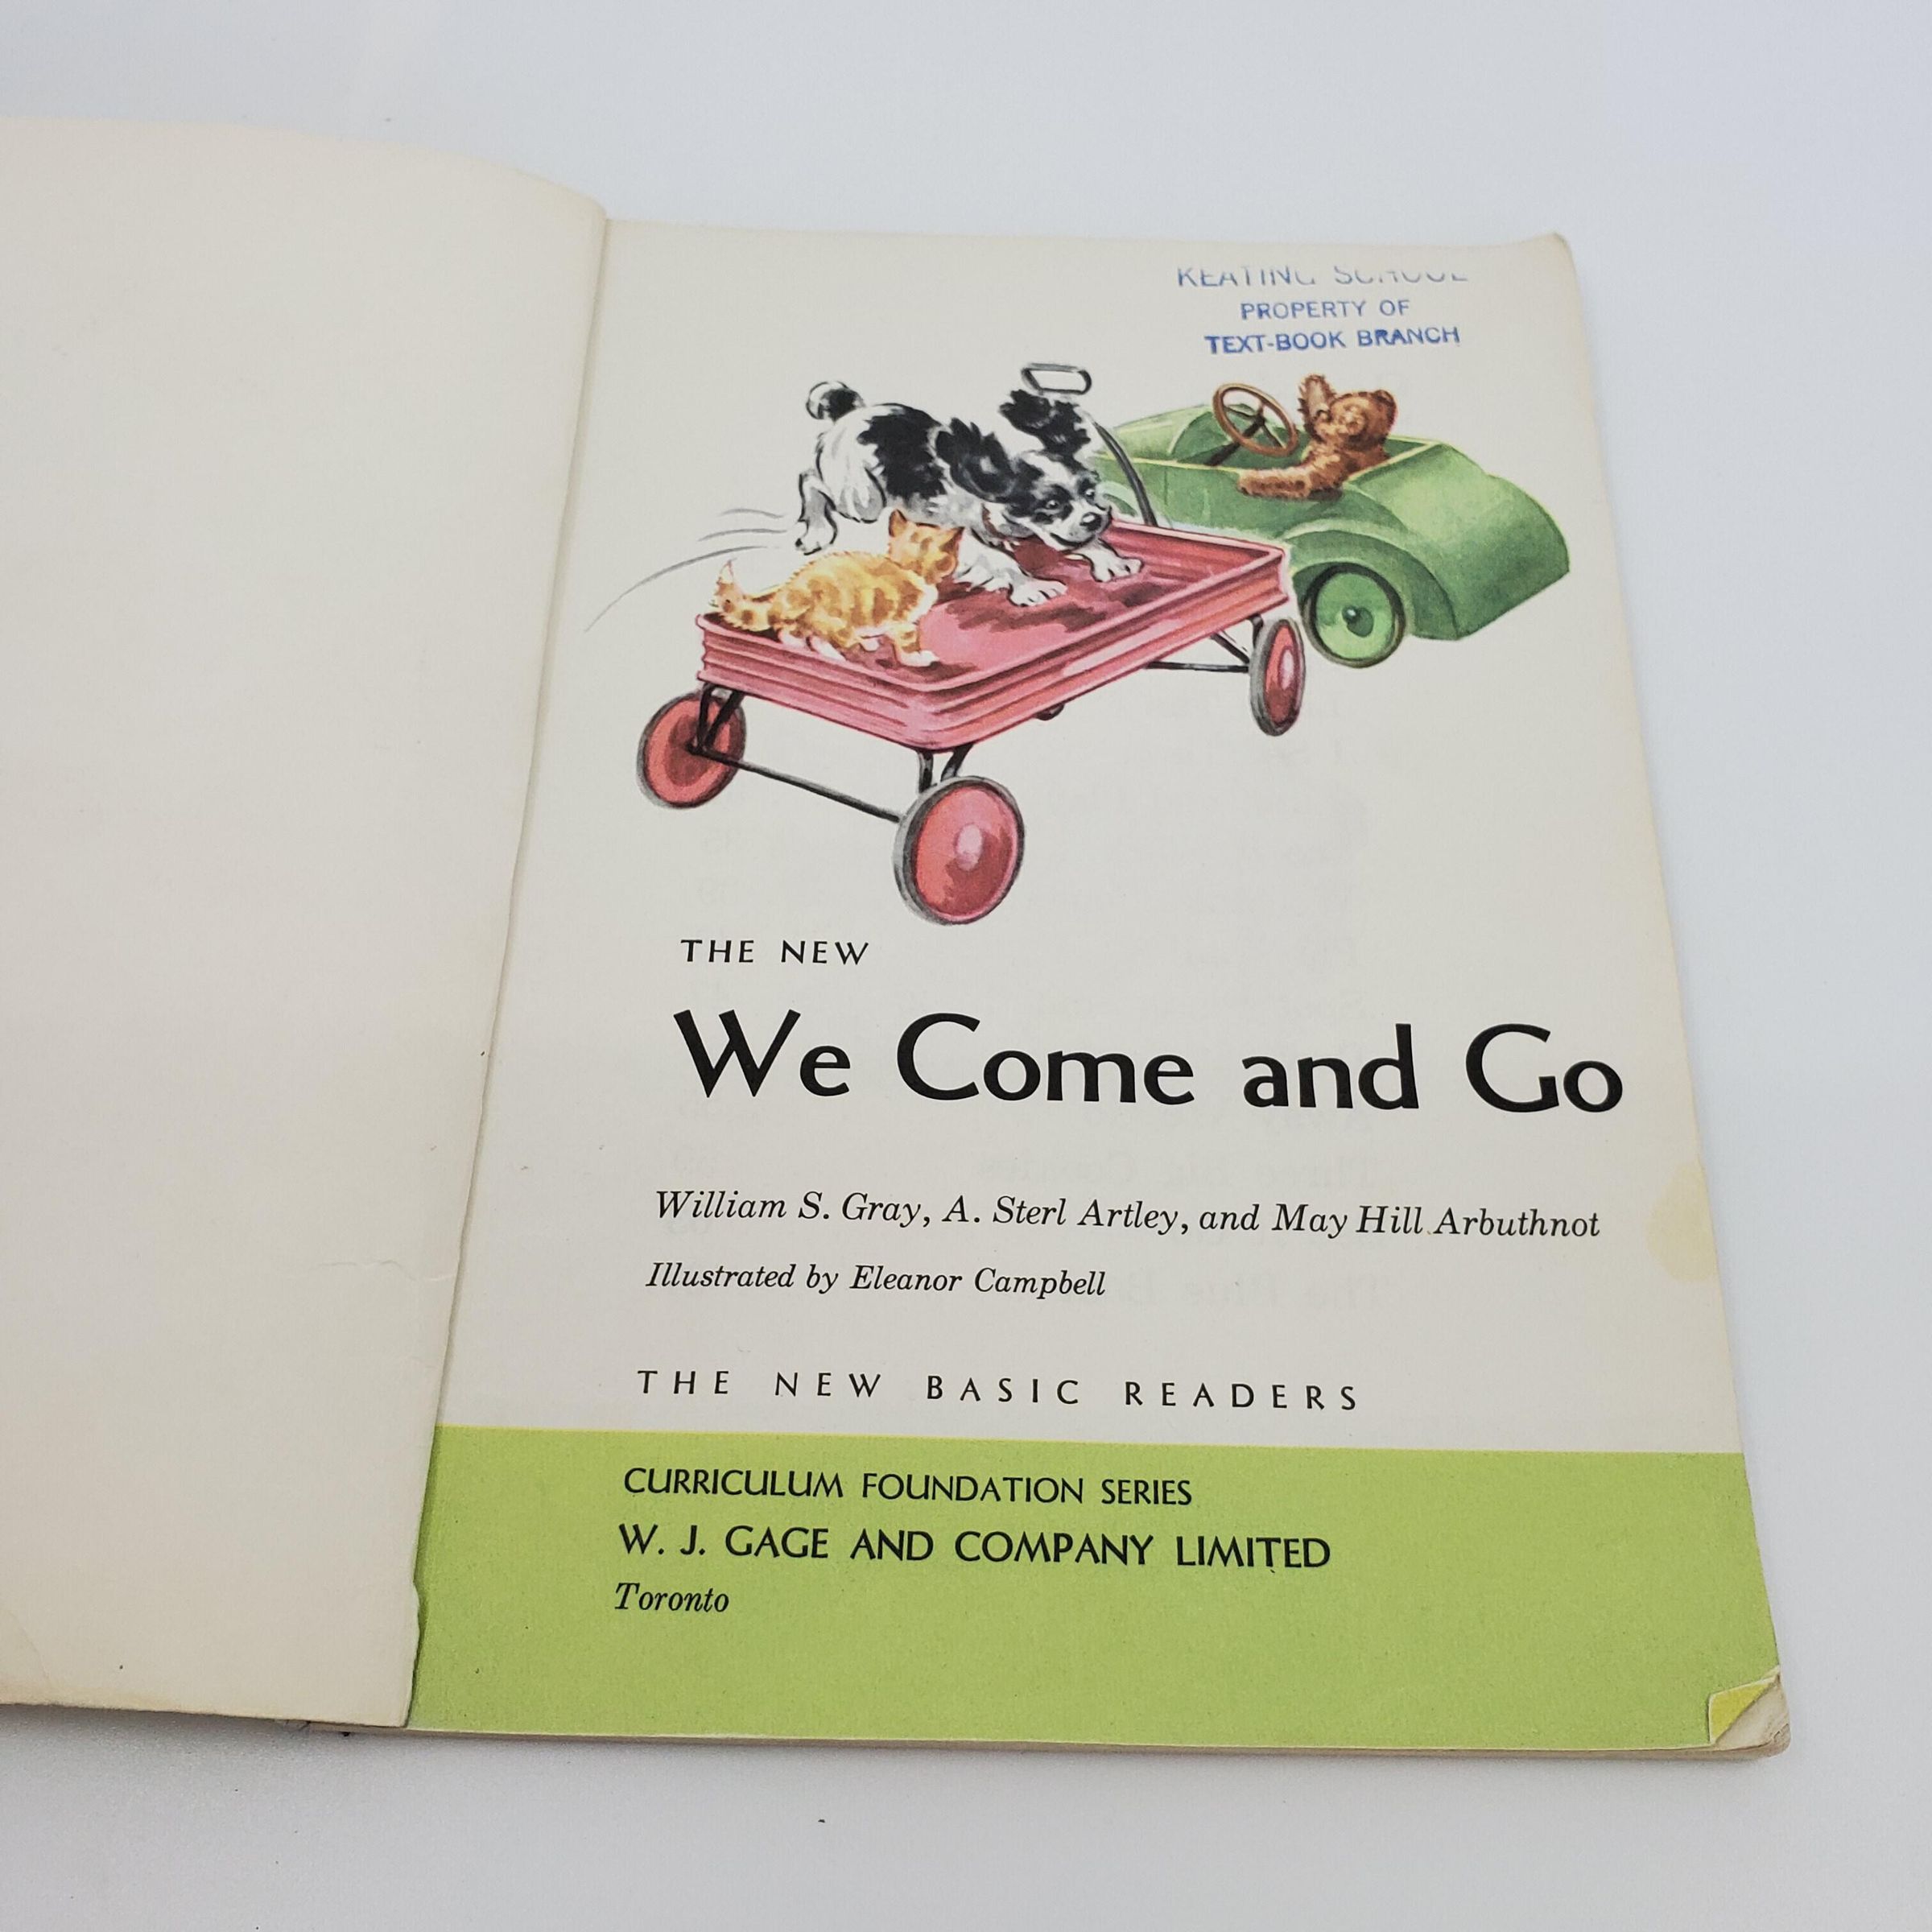 KEATING SCHOOL
PROPERTY OF
TEXT-BOOK BRANCH
THE NEW
We Come and Go
William S. Gray, A. Sterl Artley, and May Hill Arbuthnot
Illustrated by Eleanor Campbell
THE NEW BASIC READERS
CURRICULUM FOUNDATION SERIES
W. J. GAGE AND COMPANY LIMITED
Toronto